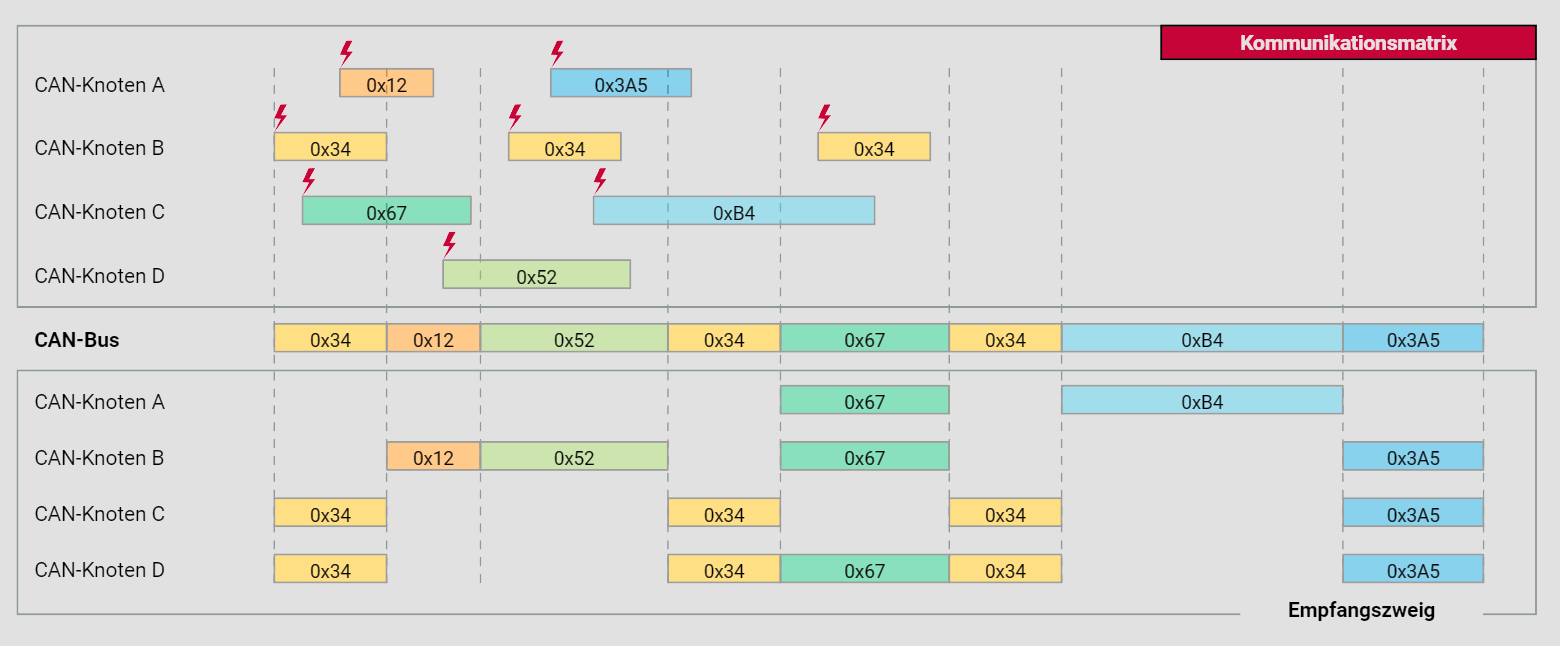 Kommunikationsmatrix
CAN-Knoten A 0x12 0x3A5
CAN-Knoten B 0x34 0x34 0x34
CAN-Knoten C 0x67 0xB4
CAN-Knoten D 0x52
CAN-Bus 0x34 0x12 0x52 0x34 0x67 0x34 0xB4 0x3A5
CAN-Knoten A 0x67 0xB4
CAN-Knoten B 0x12 0x52 0x67 0x3A5
CAN-Knoten C 0x34 0x34 0x34 0x3A5
CAN-Knoten D 0x34 0x34 0x67 0x34 0x3A5
Empfangszweig